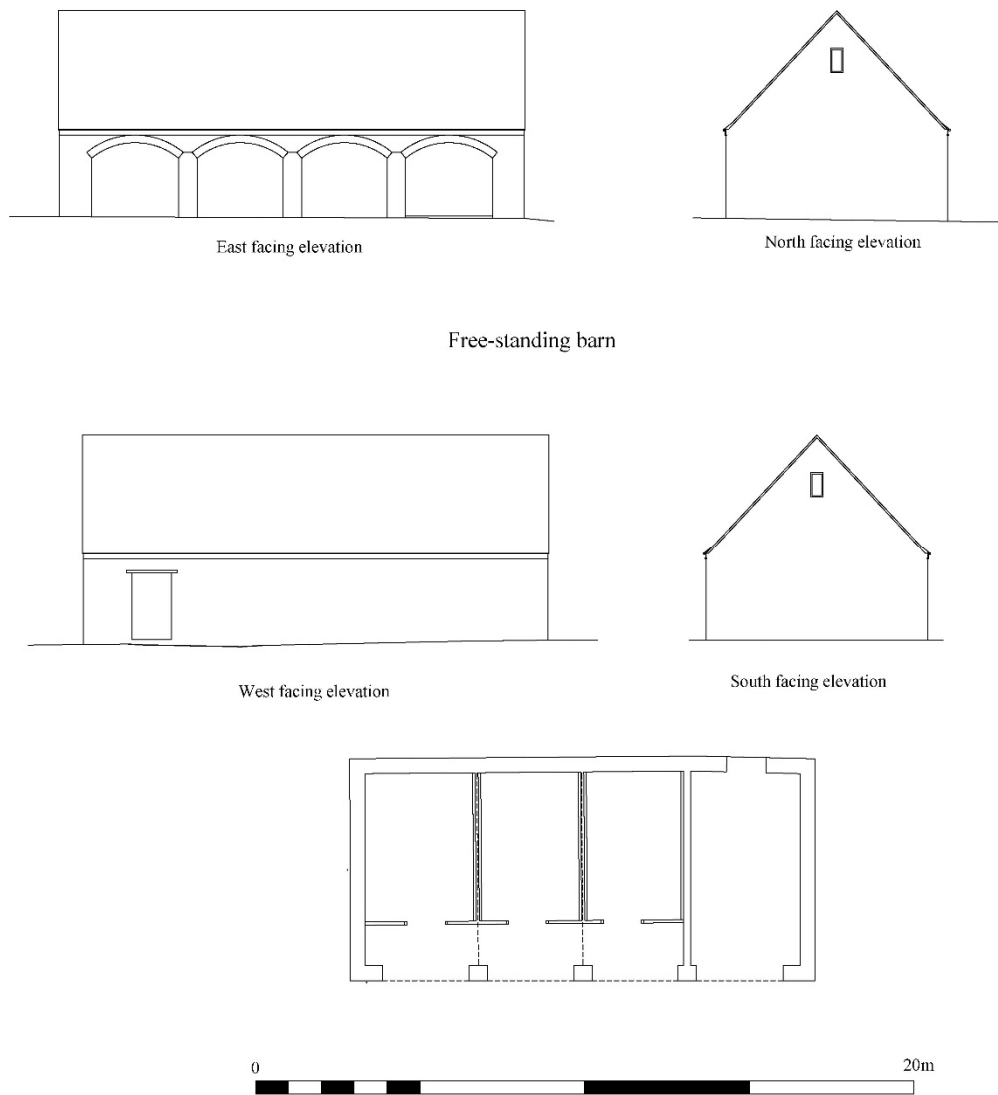 East facing elevation
North facing elevation
Free-standing barn
West facing elevation
South facing elevation
0
20m